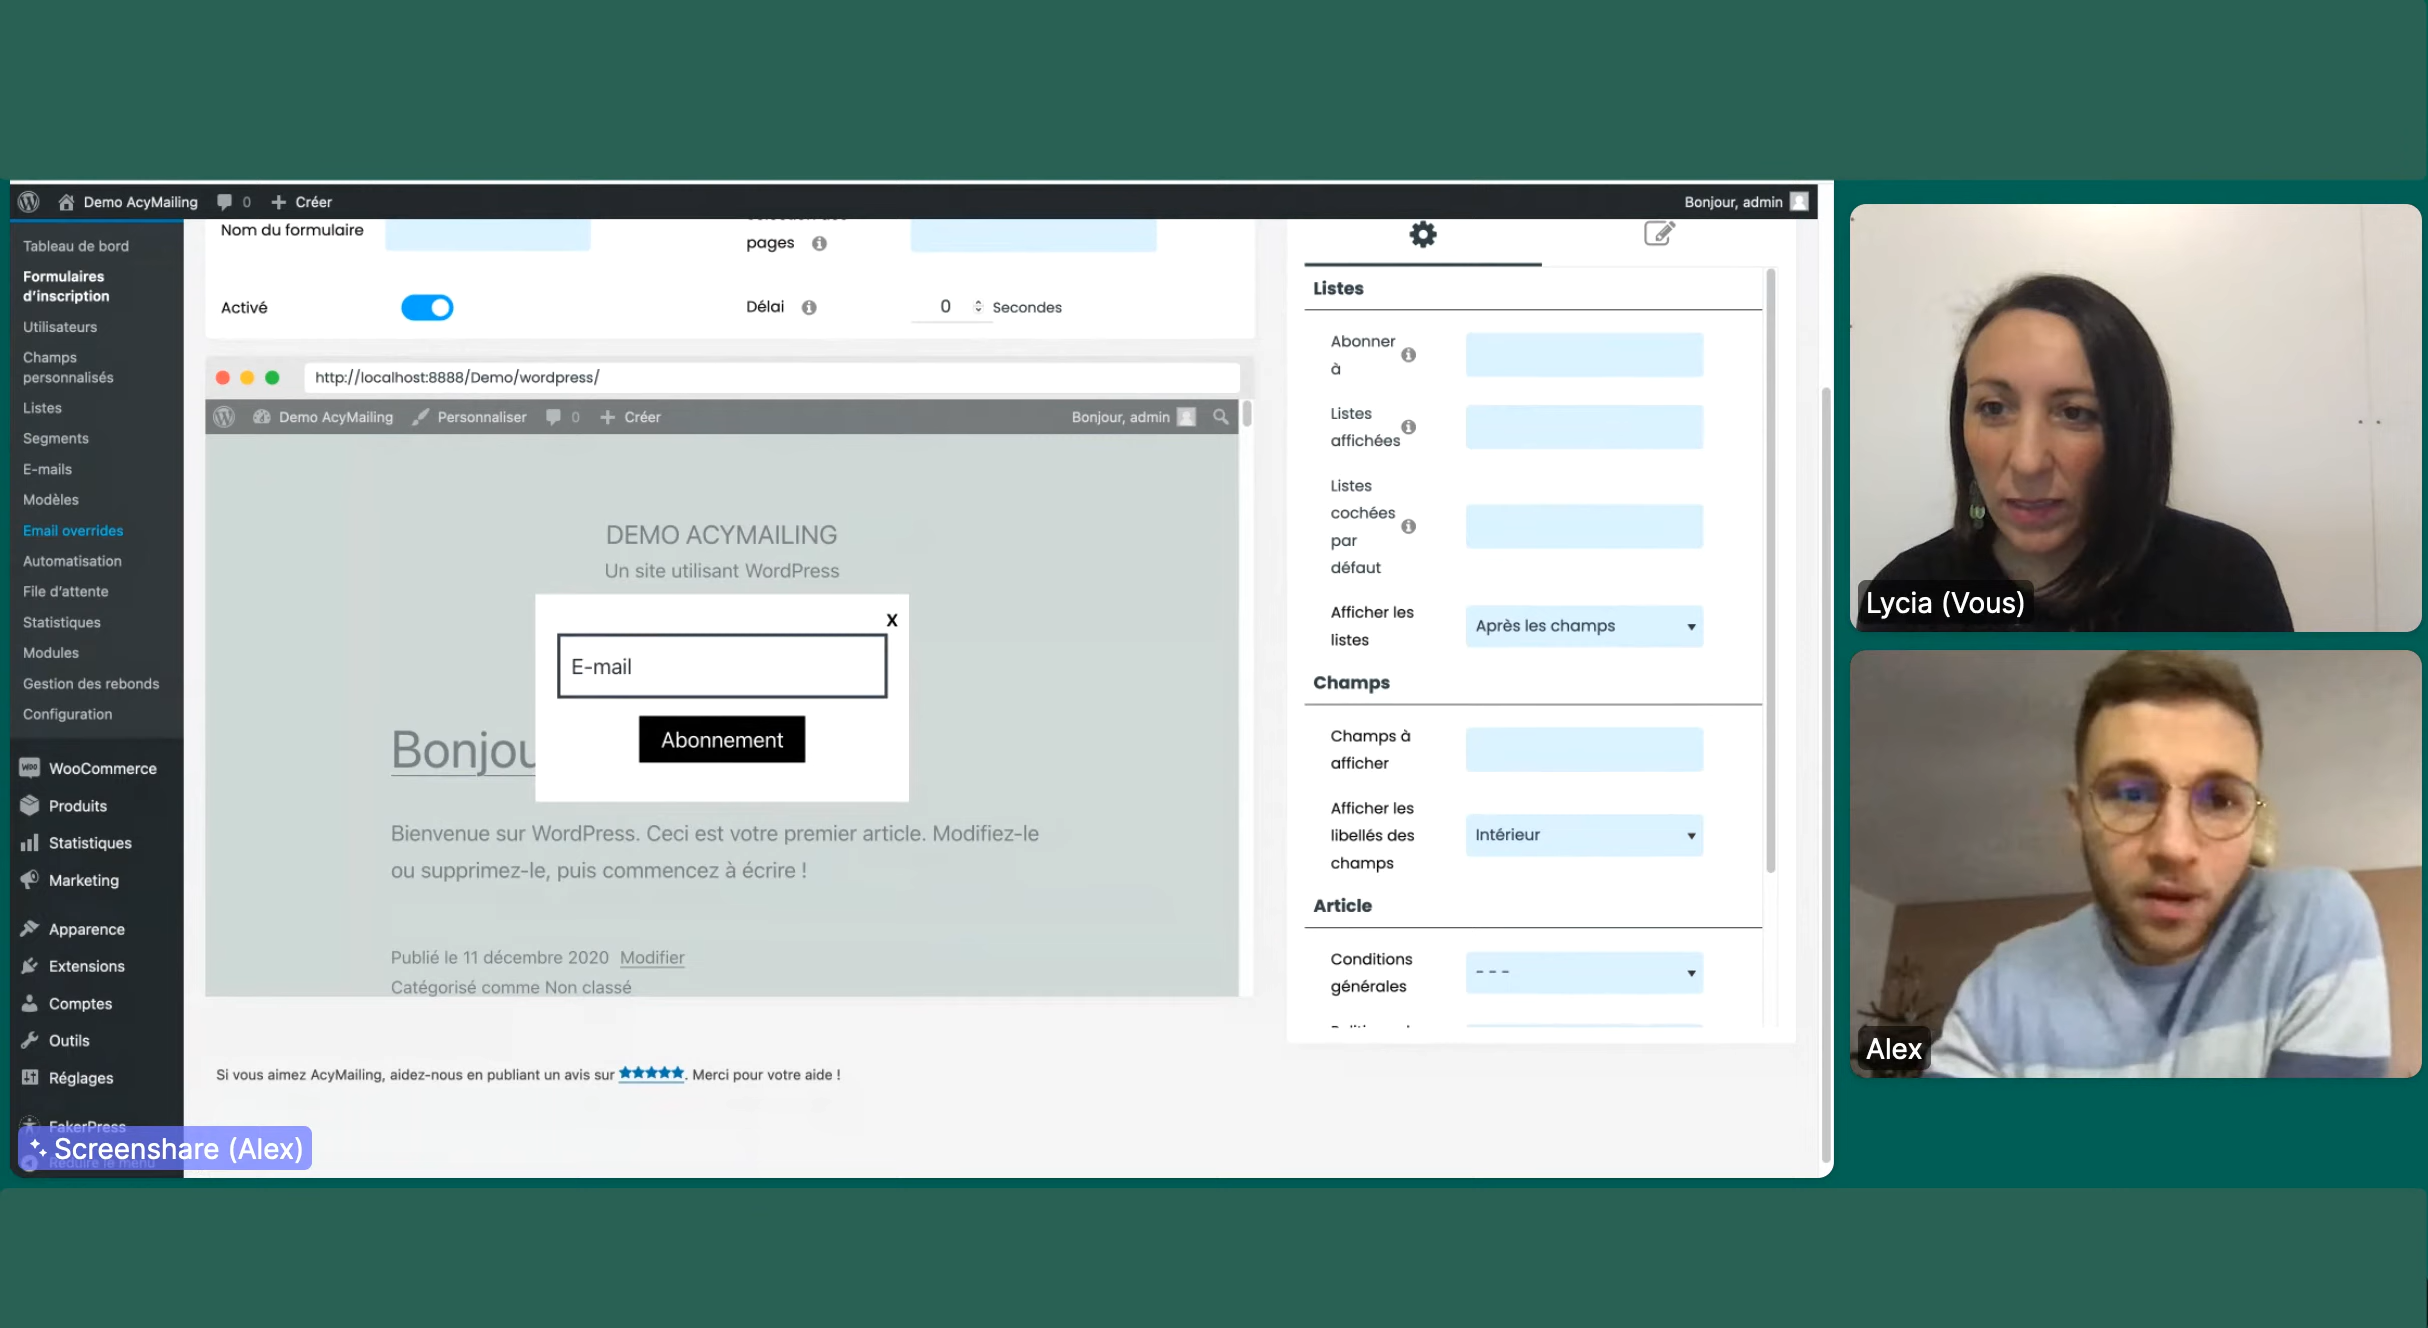 Demo AcyMailing
0
Créer
Bonjour, admin
Tableau de bord
Formulaires
d'inscription
Utilisateurs
Champs
personnalisés
Listes
Segments
E-mails
Modèles
Email overrides
Automatisation
File d'attente
Statistiques
Modules
Gestion des rebonds
Configuration
WooCommerce
Produits
Statistiques
Marketing
Apparence
Extensions
Comptes
Outils
Réglages
FakerPress
Réduire le menu
Screenshare (Alex)
Nom du formulaire
pages
Activé
Délai
0
Secondes
http://localhost:8888/Demo/wordpress/
Demo AcyMailing
Personnaliser
0
Créer
Bonjour, admin
DEMO ACYMAILING
Un site utilisant WordPress
X
E-mail
Abonnement
Bonjou
Bienvenue sur WordPress. Ceci est votre premier article. Modifiez-le
ou supprimez-le, puis commencez à écrire !
Publié le 11 décembre 2020 Modifier
Catégorisé comme Non classé
Si vous aimez AcyMailing, aidez-nous en publiant un avis sur ★★★★★. Merci pour votre aide !
Listes
Abonner
à
Listes
affichées
Listes
cochées
par
défaut
Afficher les
listes
Après les champs
Champs
Champs à
afficher
Afficher les
libellés des
champs
Intérieur
Article
Conditions
générales
- - -
Lycia (Vous)
Alex